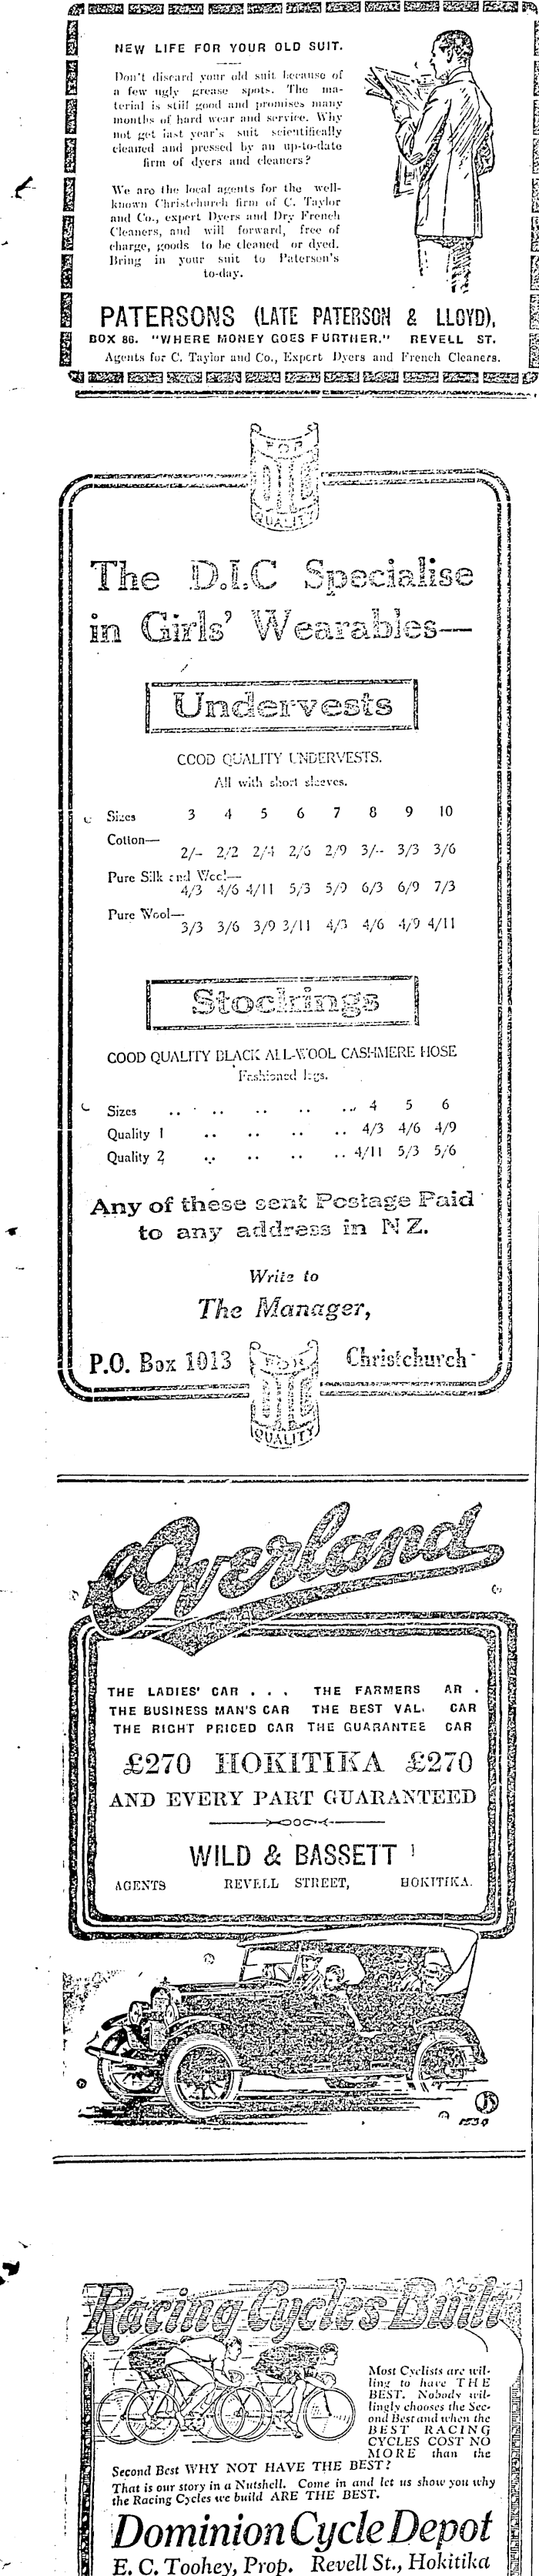 NEW LIFE FOR YOUR OLD SUIT.
Don't discard your old suit because of
a few ugly grease spots. The ma-
terial is still good and promises many
months of hard wear and service. Why
not get last year's suit scientifically
cleaned and pressed by an up-to-date
firm of dyers and cleaners?
We are the local agents for the well-
known Christchurch firm of C. Taylor
and Co., expert Dyers and Dry French
Cleaners, and will forward, free of
charge, goods to be cleaned or dyed.
Bring in your suit to Paterson's
to-day.
PATERSONS (LATE PATERSON & LLOYD),
BOX 86. "WHERE MONEY GOES FURTHER." REVELL ST.
Agents for C. Taylor and Co., Expert Dyers and French Cleaners.
FOR
DIC
QUALITY
The D.I.C Specialise
in Girls' Wearables—
Undervests
GOOD QUALITY UNDERVESTS.
All with short sleeves.
Sizes 3 4 5 6 7 8 9 10
Cotton—
2/- 2/2 2/4 2/6 2/9 3/- 3/3 3/6
Pure Silk and Wool—
4/3 4/6 4/11 5/3 5/9 6/3 6/9 7/3
Pure Wool—
3/3 3/6 3/9 3/11 4/3 4/6 4/9 4/11
Stockings
GOOD QUALITY BLACK ALL-WOOL CASHMERE HOSE
Fashioned legs.
Sizes .. .. .. .. .. 4 5 6
Quality 1 .. .. .. .. 4/3 4/6 4/9
Quality 2 .. .. .. .. 4/11 5/3 5/6
Any of these sent Postage Paid
to any address in N Z.
Write to
The Manager,
P.O. Box 1013 Christchurch
FOR
DIC
QUALITY
Overland
THE LADIES' CAR . . . THE FARMERS AR .
THE BUSINESS MAN'S CAR THE BEST VAL. CAR
THE RIGHT PRICED CAR THE GUARANTEE CAR
£270 HOKITIKA £270
AND EVERY PART GUARANTEED
WILD & BASSETT
AGENTS REVELL STREET, HOKITIKA.
1539
Racing Cycles Built
Most Cyclists are wil-
ling to have THE
BEST. Nobody wil-
lingly chooses the Sec-
ond Best and when the
BEST RACING
CYCLES COST NO
MORE than the
Second Best WHY NOT HAVE THE BEST?
That is our story in a Nutshell. Come in and let us show you why
the Racing Cycles we build ARE THE BEST.
Dominion Cycle Depot
E. C. Toohey, Prop. Revell St., Hokitika